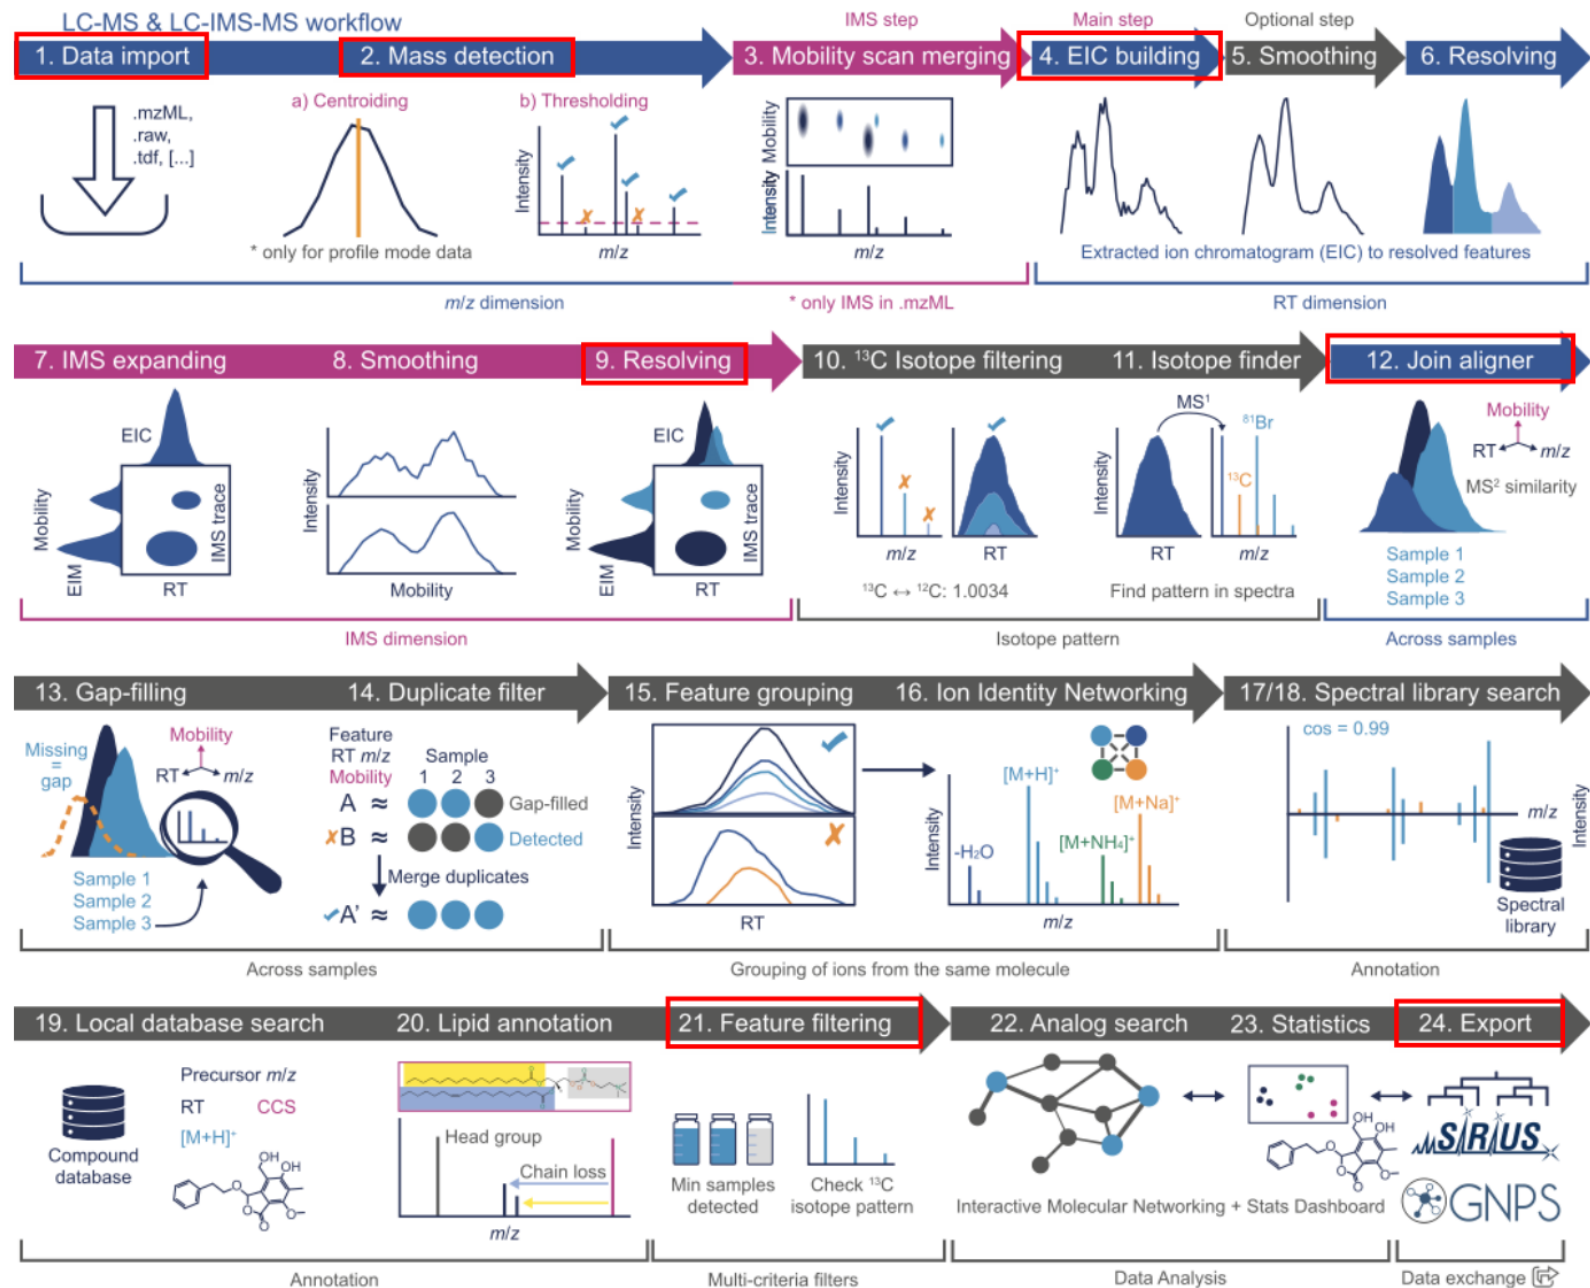 LC-MS & LC-IMS-MS workflow
IMS step
Main step
Optional step
1. Data import
2. Mass detection
3. Mobility scan merging
4. EIC building
5. Smoothing
6. Resolving
.mzML,
.raw,
.tdf, [...]
a) Centroiding
* only for profile mode data
b) Thresholding
Intensity
m/z
Mobility
Intensity
m/z
Extracted ion chromatogram (EIC) to resolved features
m/z dimension
* only IMS in .mzML
RT dimension
7. IMS expanding
8. Smoothing
9. Resolving
10. ¹³C Isotope filtering
11. Isotope finder
12. Join aligner
EIC
Mobility
EIM
IMS trace
RT
Intensity
Mobility
EIC
Mobility
EIM
IMS trace
RT
Intensity
m/z
RT
¹³C ↔ ¹²C: 1.0034
MS¹
Intensity
RT
⁸¹Br
¹³C
m/z
Find pattern in spectra
Mobility
RT
m/z
MS² similarity
Sample 1
Sample 2
Sample 3
IMS dimension
Isotope pattern
Across samples
13. Gap-filling
14. Duplicate filter
15. Feature grouping
16. Ion Identity Networking
17/18. Spectral library search
Missing
=
gap
Mobility
RT
m/z
Sample 1
Sample 2
Sample 3
Feature
RT m/z
Mobility
Sample
1 2 3
A ≈
Gap-filled
✗B ≈
Detected
Merge duplicates
✓A' ≈
Intensity
RT
Intensity
-H₂O
[M+H]⁺
[M+NH₄]⁺
[M+Na]⁺
m/z
cos = 0.99
m/z
Intensity
Spectral
library
Across samples
Grouping of ions from the same molecule
Annotation
19. Local database search
20. Lipid annotation
21. Feature filtering
22. Analog search
23. Statistics
24. Export
Precursor m/z
RT CCS
[M+H]⁺
Compound
database
OH
OH
O
O
O
O
Head group
Chain loss
m/z
Min samples
detected
Check ¹³C
isotope pattern
OH
OH
O
O
O
O
Interactive Molecular Networking + Stats Dashboard
SIRIUS
GNPS
Annotation
Multi-criteria filters
Data Analysis
Data exchange